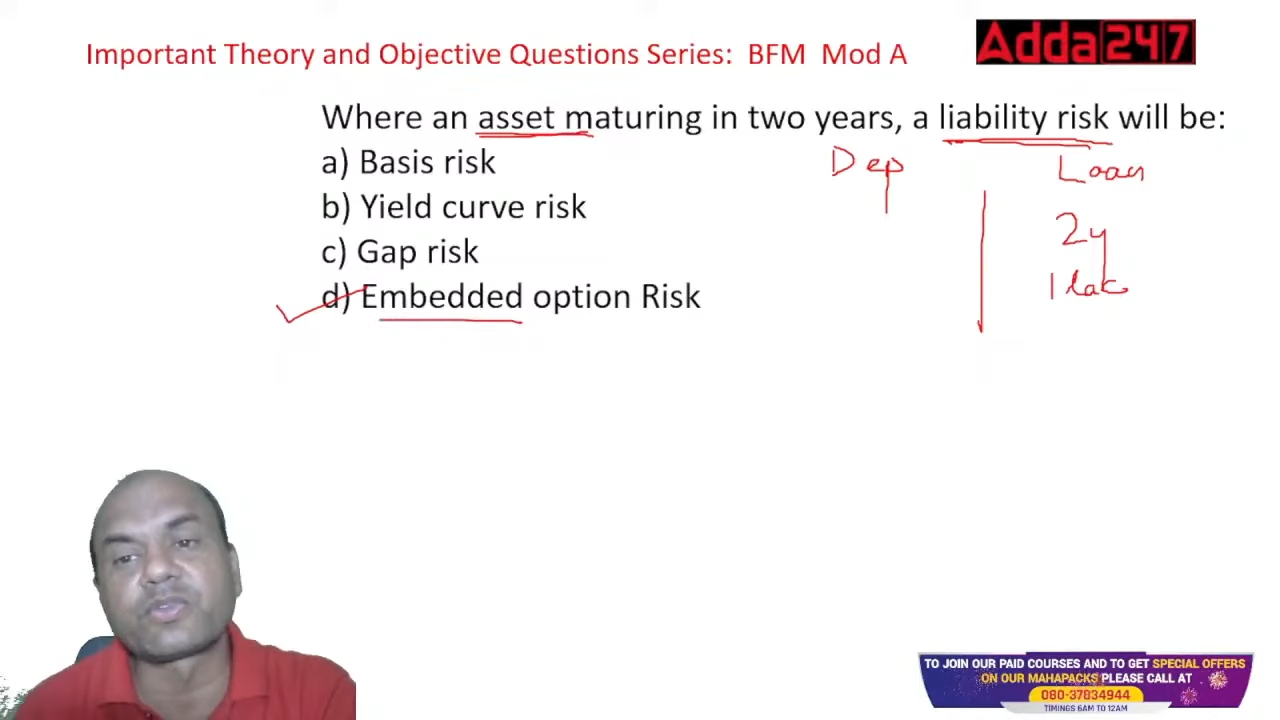 Important Theory and Objective Questions Series: BFM Mod A
Adda247
Where an asset maturing in two years, a liability risk will be:
a) Basis risk
b) Yield curve risk
c) Gap risk
d) Embedded option Risk
Dep
Loan
2y
1 lac
TO JOIN OUR PAID COURSES AND TO GET SPECIAL OFFERS
ON OUR MAHAPACKS PLEASE CALL AT
080-37834944
TIMINGS 6AM TO 12AM